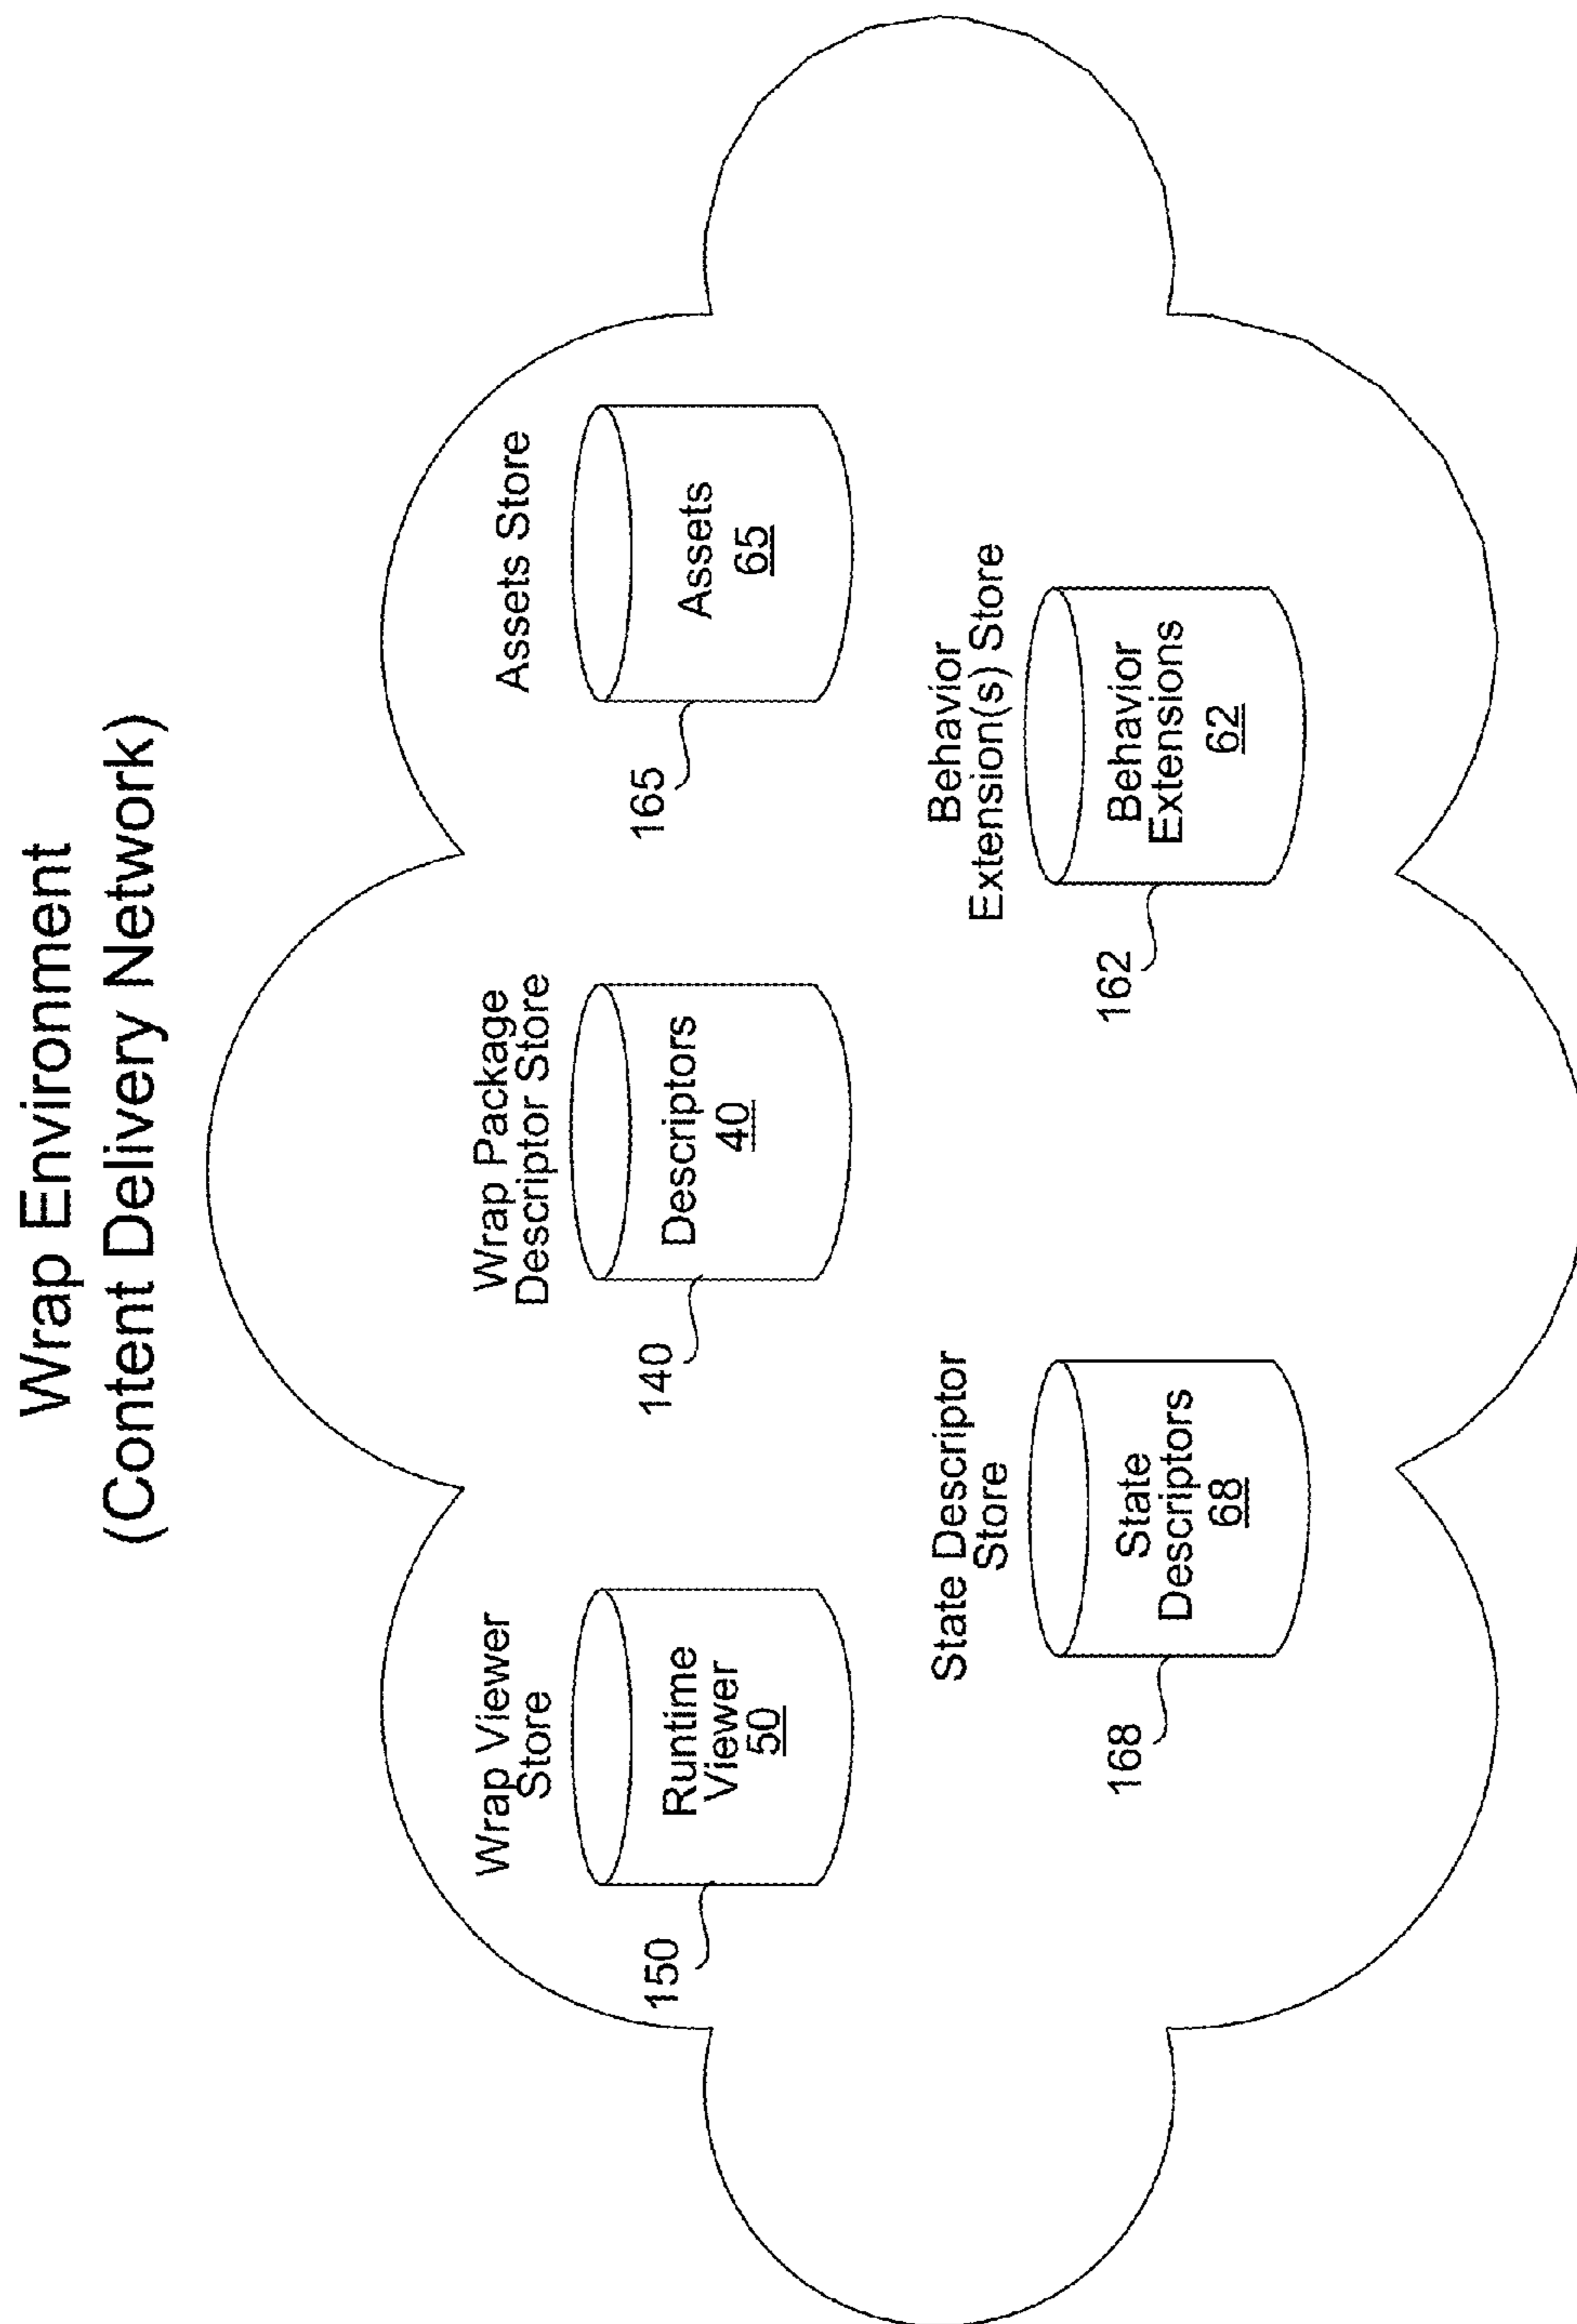 Wrap Environment
(Content Delivery Network)
Wrap Viewer
Store
Runtime
Viewer
50
150
Wrap Package
Descriptor Store
Descriptors
40
140
Assets Store
Assets
65
165
State Descriptor
Store
State
Descriptors
68
168
Behavior
Extension(s) Store
Behavior
Extensions
62
162